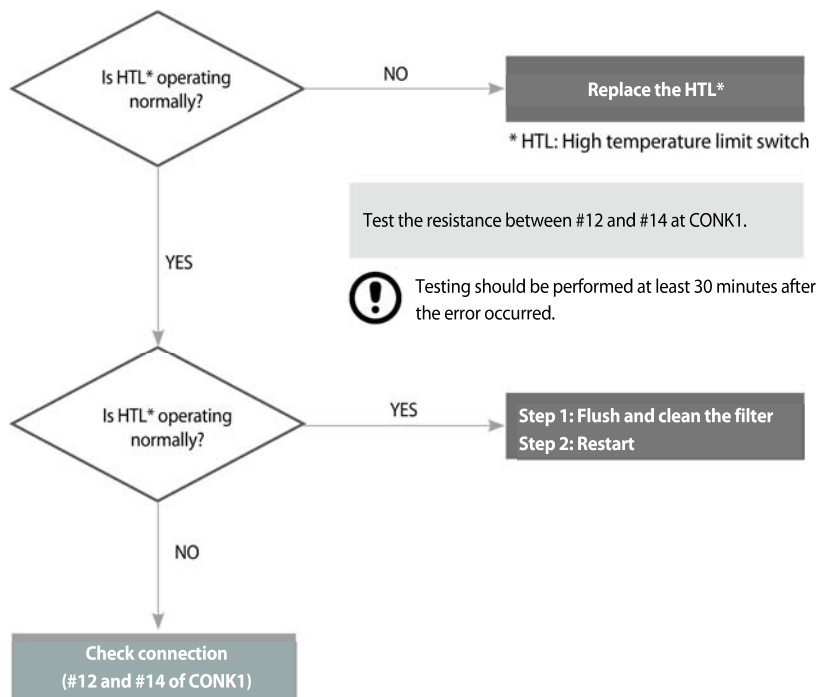 Is HTL* operating
normally?
NO
Replace the HTL*
* HTL: High temperature limit switch
Test the resistance between #12 and #14 at CONK1.
Testing should be performed at least 30 minutes after
the error occurred.
YES
Is HTL* operating
normally?
YES
Step 1: Flush and clean the filter
Step 2: Restart
NO
Check connection
(#12 and #14 of CONK1)